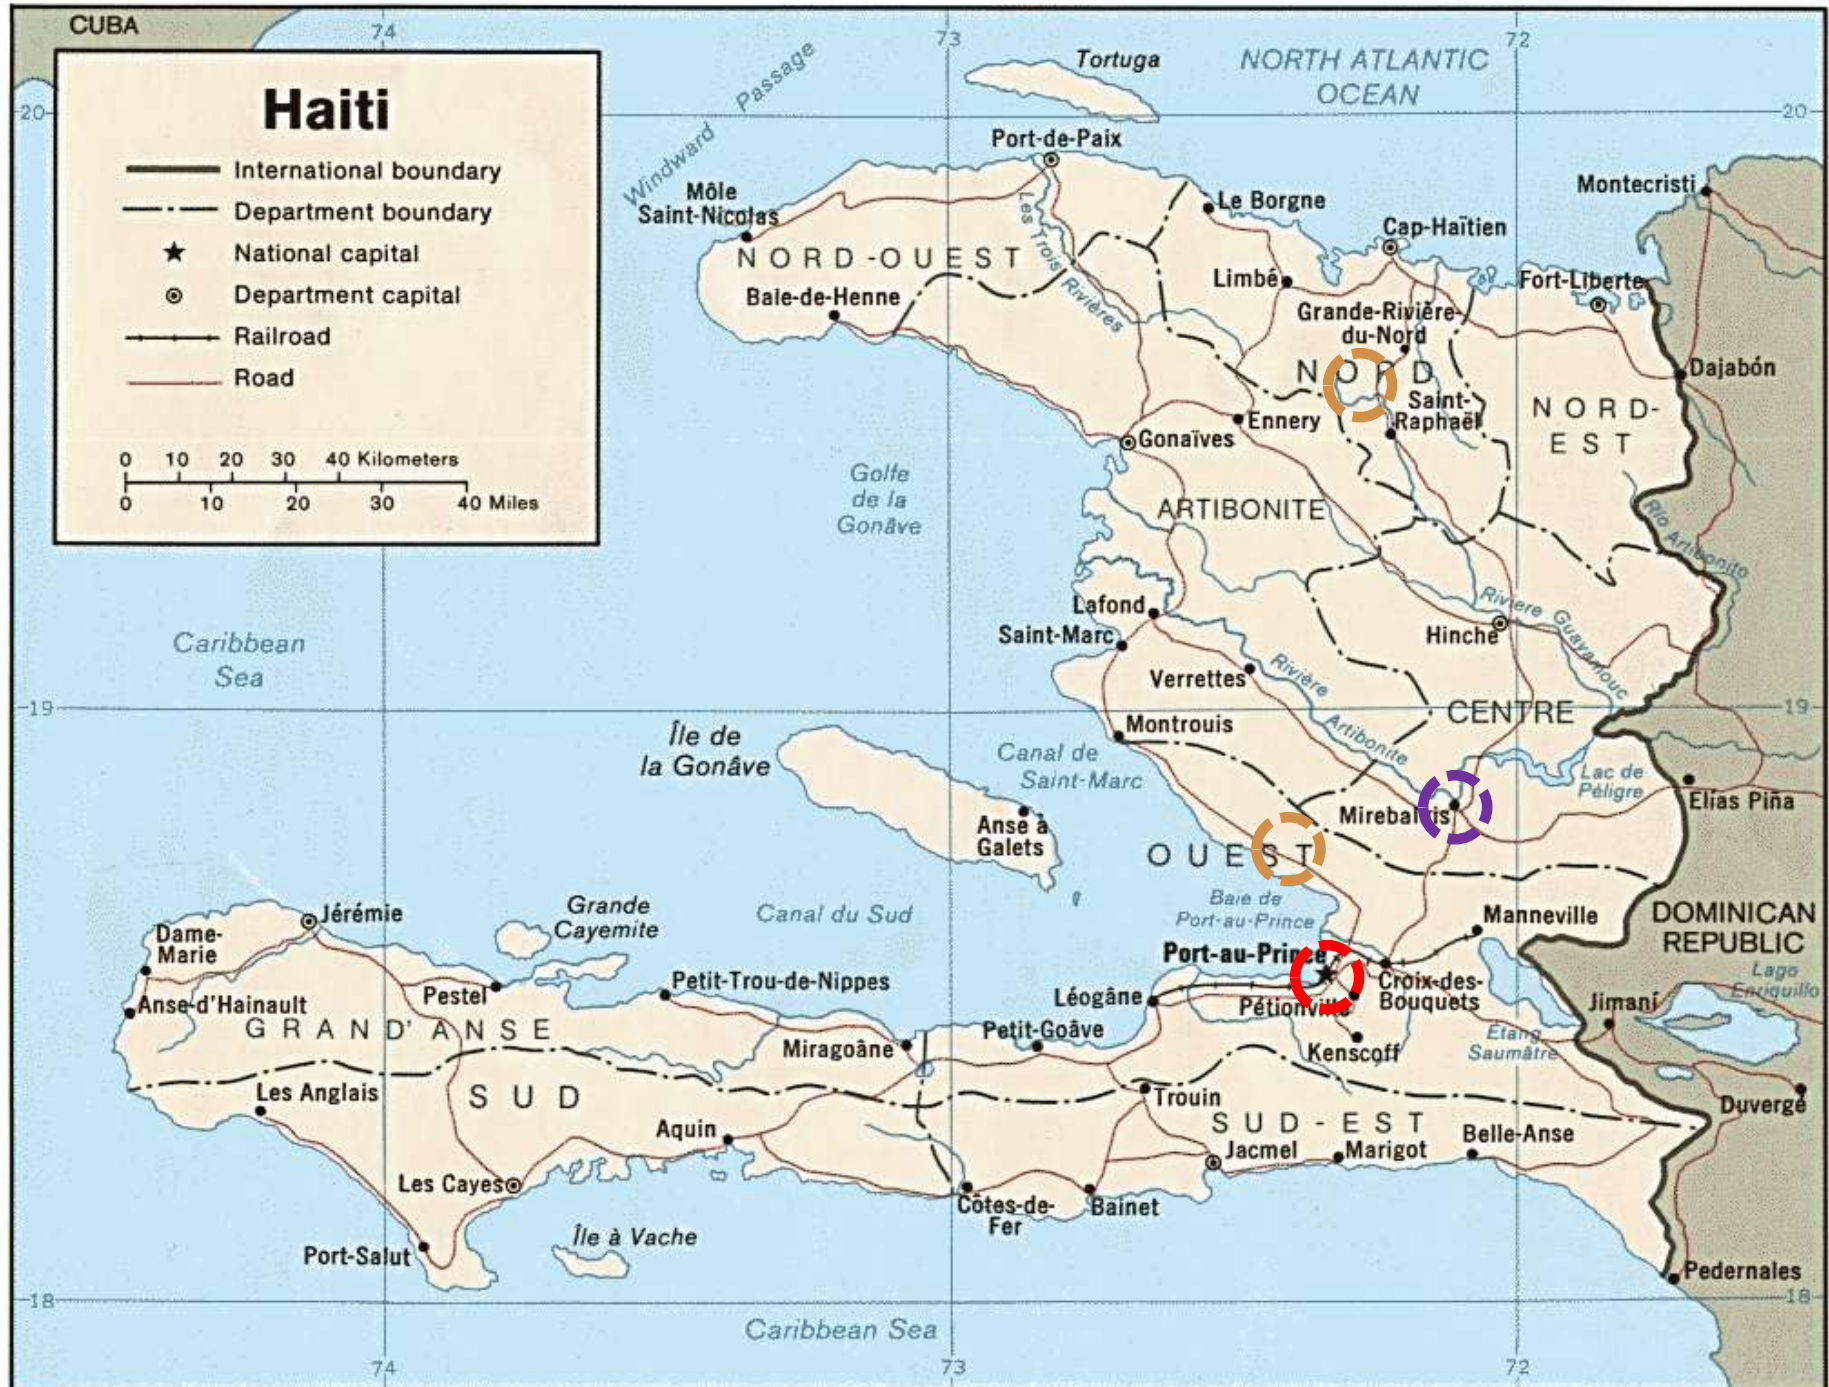 CUBA
74
73
72
Haiti
International boundary
Department boundary
National capital
Department capital
Railroad
Road
0 10 20 30 40 Kilometers
0 10 20 30 40 Miles
Windward Passage
Tortuga
NORTH ATLANTIC
OCEAN
20
20
Port-de-Paix
Môle
Saint-Nicolas
Le Borgne
Montecristi
Cap-Haïtien
NORD-OUEST
Les Trois Rivières
Limbé
Fort-Liberte
Baie-de-Henne
Grande-Rivière-
du-Nord
NORD
Dajabón
Saint-
Raphaël
NORD-
EST
Ennery
Gonaïves
Golfe
de la
Gonâve
ARTIBONITE
Rio Artibonito
Lafond
Saint-Marc
Riviere Guayamouc
Hinche
Caribbean
Sea
Verrettes
Rivière Artibonite
19
19
CENTRE
Montrouis
Île de
la Gonâve
Canal de
Saint-Marc
Lac de
Péligre
Elías Piña
Mirebalais
Anse à
Galets
OUEST
Baie de
Port-au-Prince
Grande
Cayemite
Canal du Sud
Manneville
DOMINICAN
REPUBLIC
Jérémie
Dame-
Marie
Port-au-Prince
Lago
Enriquillo
Petit-Trou-de-Nippes
Pestel
Anse-d'Hainault
Léogâne
Pétionville
Croix-des-
Bouquets
Jimaní
GRAND'ANSE
Miragoâne
Petit-Goâve
Kenscoff
Etang
Saumâtre
Les Anglais
SUD
Trouin
Duvergé
Aquin
SUD-EST
Jacmel
Marigot
Belle-Anse
Les Cayes
Côtes-de-
Fer
Bainet
Île à Vache
Port-Salut
Pedernales
18
18
Caribbean Sea
74
73
72